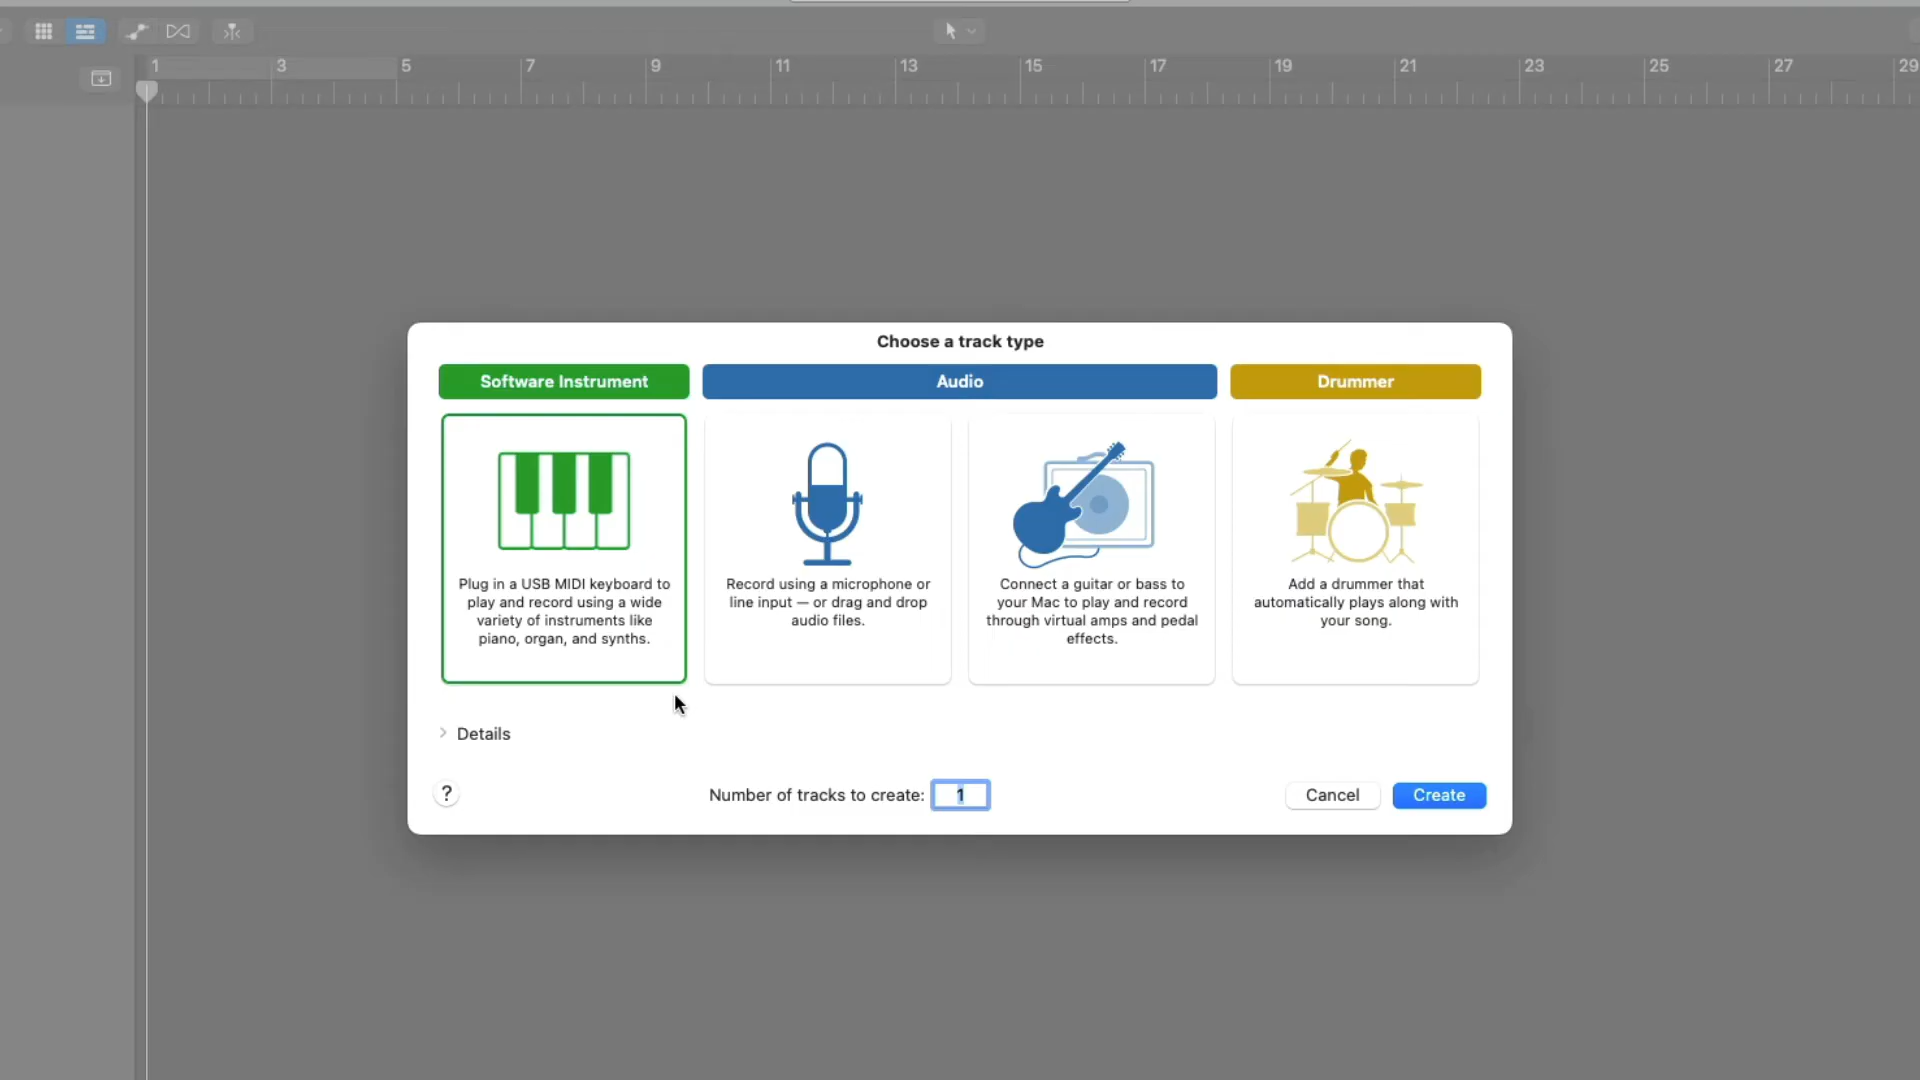 1 3 5 7 9 11 13 15 17 19 21 23 25 27 29
Choose a track type
Software Instrument
Audio
Drummer
Plug in a USB MIDI keyboard to
play and record using a wide
variety of instruments like
piano, organ, and synths.
Record using a microphone or
line input — or drag and drop
audio files.
Connect a guitar or bass to
your Mac to play and record
through virtual amps and pedal
effects.
Add a drummer that
automatically plays along with
your song.
Details
?
Number of tracks to create: 1
Cancel
Create